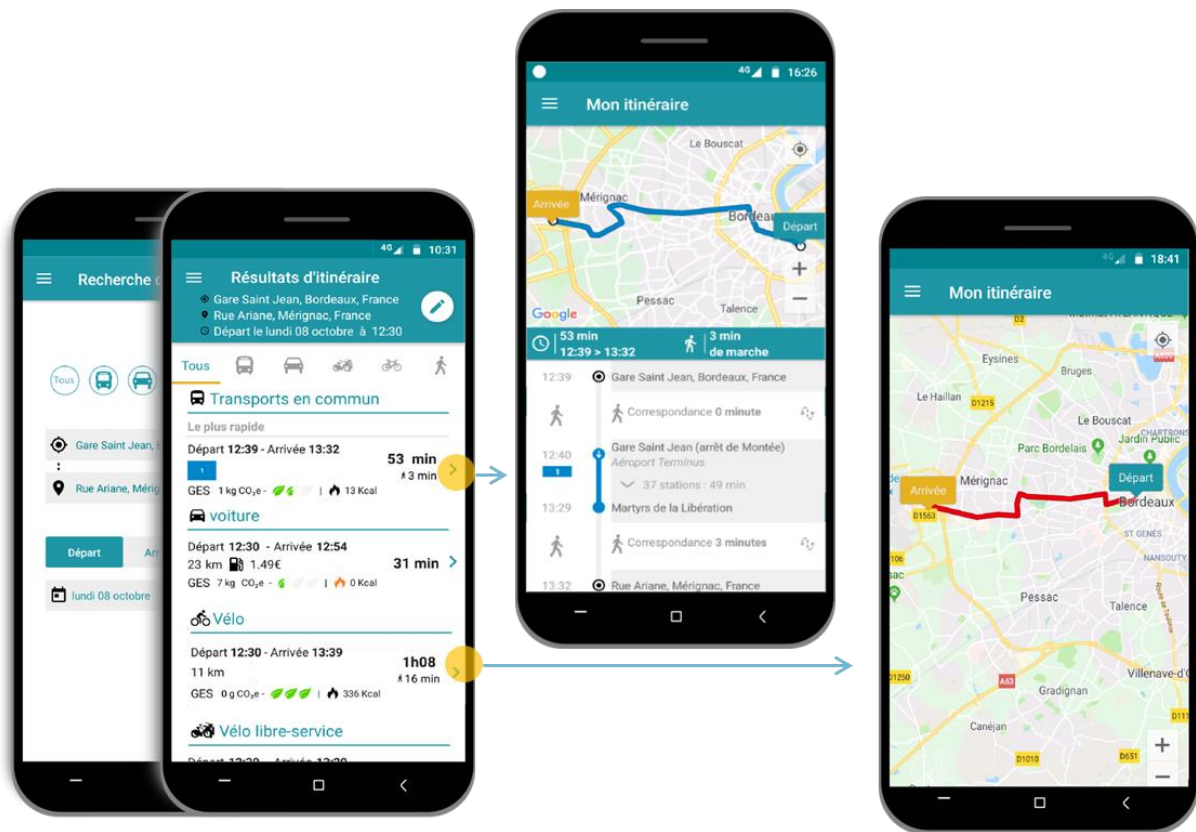 Recherche
Tous
Gare Saint Jean,
Rue Ariane, Mérig
Départ
lundi 08 octobre
4G 10:31
Résultats d'itinéraire
Gare Saint Jean, Bordeaux, France
Rue Ariane, Mérignac, France
Départ le lundi 08 octobre à 12:30
Tous
Transports en commun
Le plus rapide
Départ 12:39 - Arrivée 13:32
53 min
1
3 min
GES 1 kg CO₂e - | 13 Kcal
voiture
Départ 12:30 - Arrivée 12:54
23 km 1.49€
31 min
GES 7 kg CO₂e - | 0 Kcal
Vélo
Départ 12:30 - Arrivée 13:39
1h08
11 km
16 min
GES 0 g CO₂e - | 336 Kcal
Vélo libre-service
4G 16:26
Mon itinéraire
Le Bouscat
Mérignac
Arrivée
Bordeau
Départ
Pessac
Talence
Google
53 min
12:39 > 13:32
3 min
de marche
12:39 Gare Saint Jean, Bordeaux, France
Correspondance 0 minute
Gare Saint Jean (arrêt de Montée)
12:40
Aéroport Terminus
1
37 stations : 49 min
13:29 Martyrs de la Libération
Correspondance 3 minutes
13:32 Rue Ariane, Mérignac, France
4G 18:41
Mon itinéraire
D2
Eysines
Bruges
Le Haillan
D1215
Le Bouscat
CHARTRONS
Parc Bordelais
Jardin Public
Mérignac
Départ
Arrivée
Bordeaux
D1563
ST GENÈS
106
NANSOUTY
sac
Pessac
Talence
Route de Toulouse
D1250
A63
Villenave-d'O
Gradignan
D111
Canéjan
D1010
D651